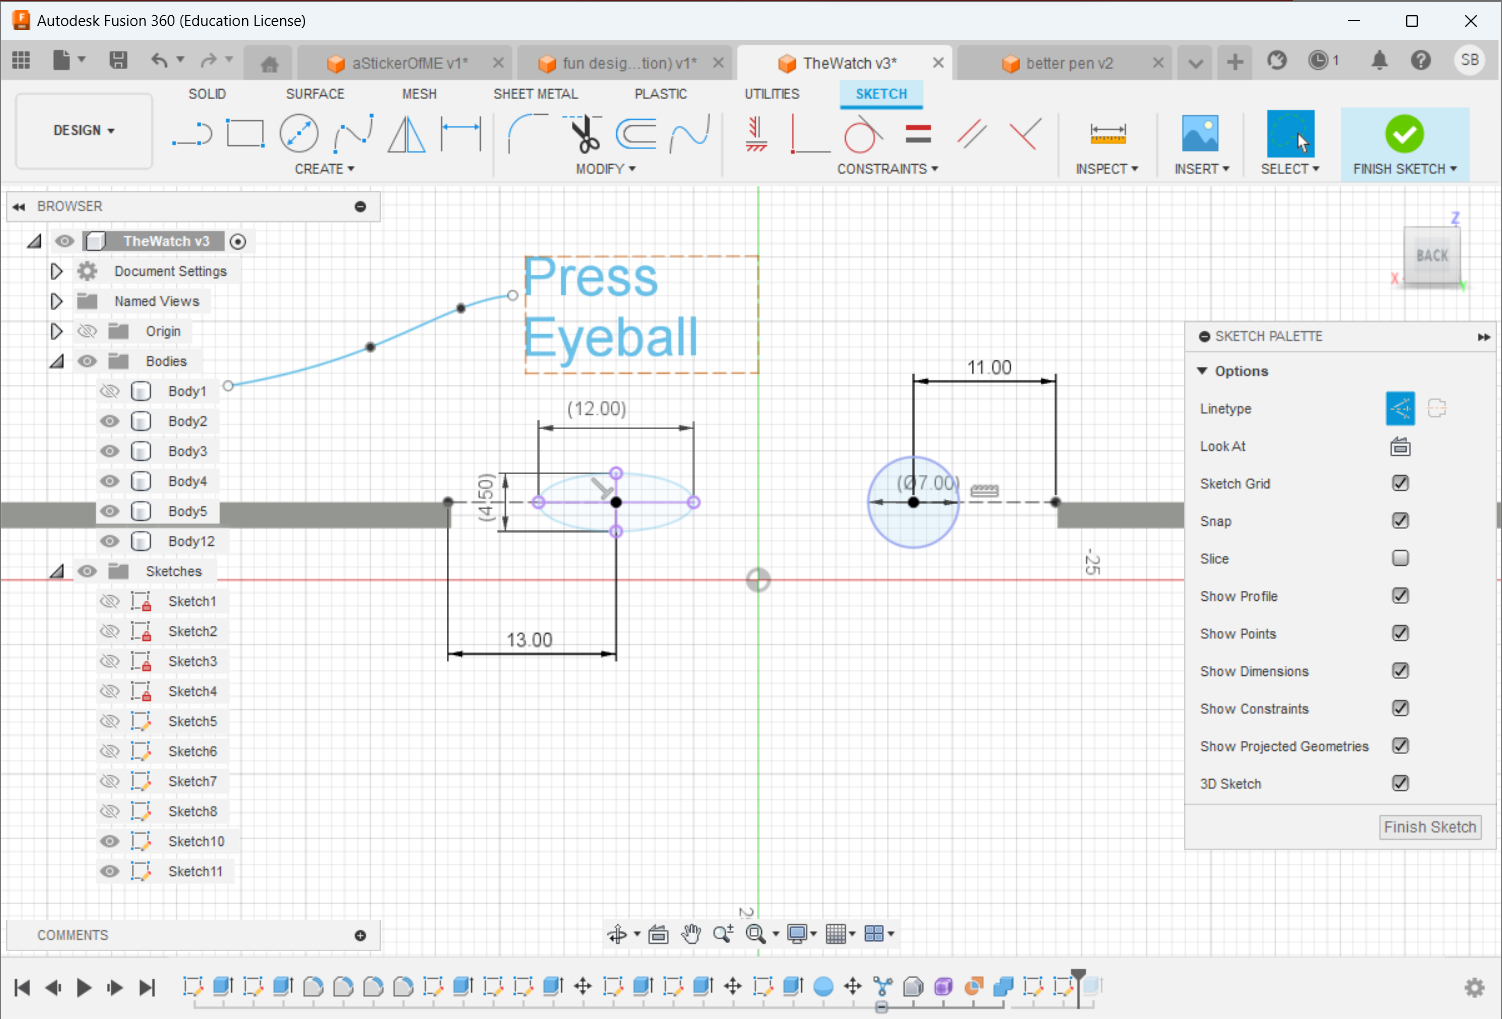 Autodesk Fusion 360 (Education License)
aStickerOfME v1*
fun desig...tion) v1*
TheWatch v3*
better pen v2
1
SB
DESIGN
SOLID
SURFACE
MESH
SHEET METAL
PLASTIC
UTILITIES
SKETCH
CREATE
MODIFY
CONSTRAINTS
INSPECT
INSERT
SELECT
FINISH SKETCH
BROWSER
TheWatch v3
Document Settings
Named Views
Origin
Bodies
Body1
Body2
Body3
Body4
Body5
Body12
Sketches
Sketch1
Sketch2
Sketch3
Sketch4
Sketch5
Sketch6
Sketch7
Sketch8
Sketch10
Sketch11
COMMENTS
Press
Eyeball
(12.00)
(4.50)
13.00
11.00
(Ø7.00)
-25
Z
BACK
X
Y
SKETCH PALETTE
Options
Linetype
Look At
Sketch Grid
Snap
Slice
Show Profile
Show Points
Show Dimensions
Show Constraints
Show Projected Geometries
3D Sketch
Finish Sketch